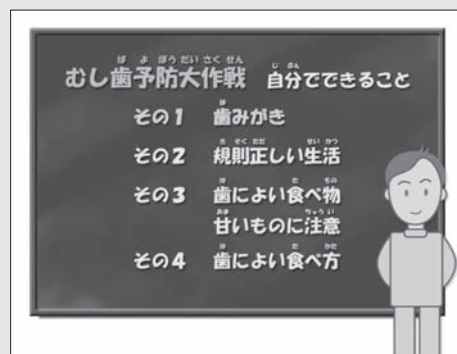 むし歯予防大作戦 自分でできること
その1 歯みがき
その2 規則正しい生活
その3 歯によい食べ物
甘いものに注意
その4 歯によい食べ方